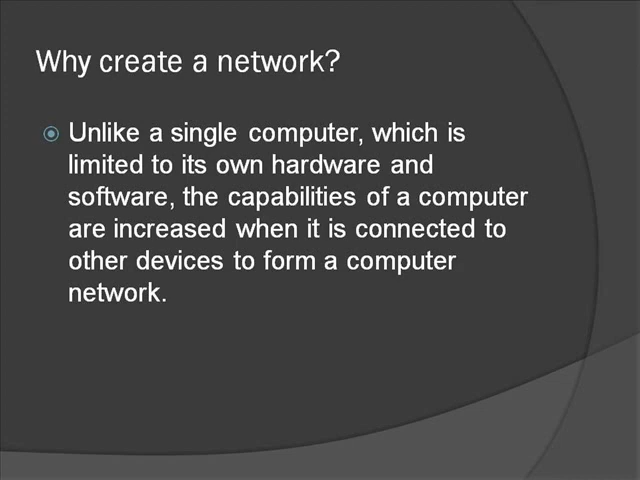 Why create a network?
Unlike a single computer, which is
limited to its own hardware and
software, the capabilities of a computer
are increased when it is connected to
other devices to form a computer
network.